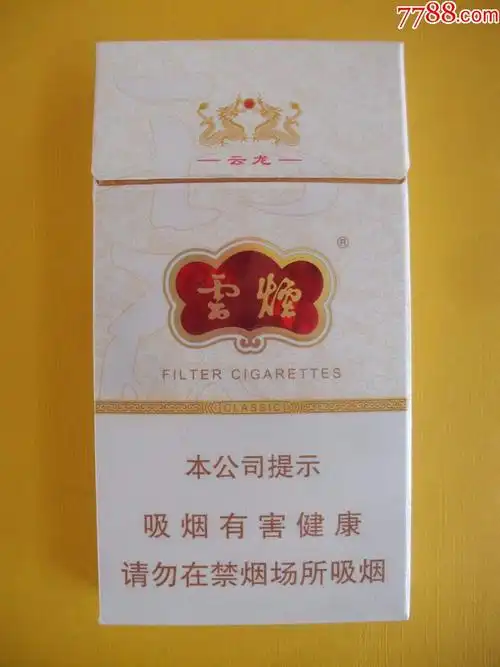 7788.com
— 云龙 —
®
雲煙
FILTER CIGARETTES
CLASSIC
本公司提示
吸烟有害健康
请勿在禁烟场所吸烟